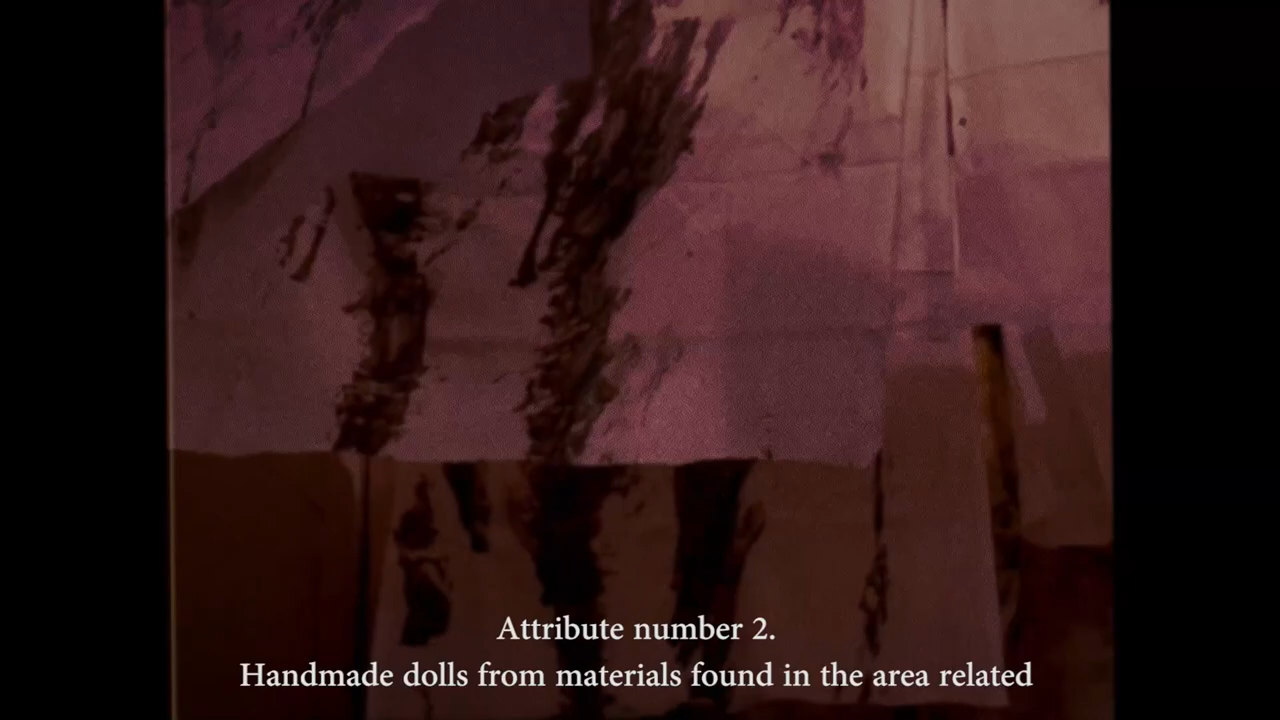 Attribute number 2.
Handmade dolls from materials found in the area related